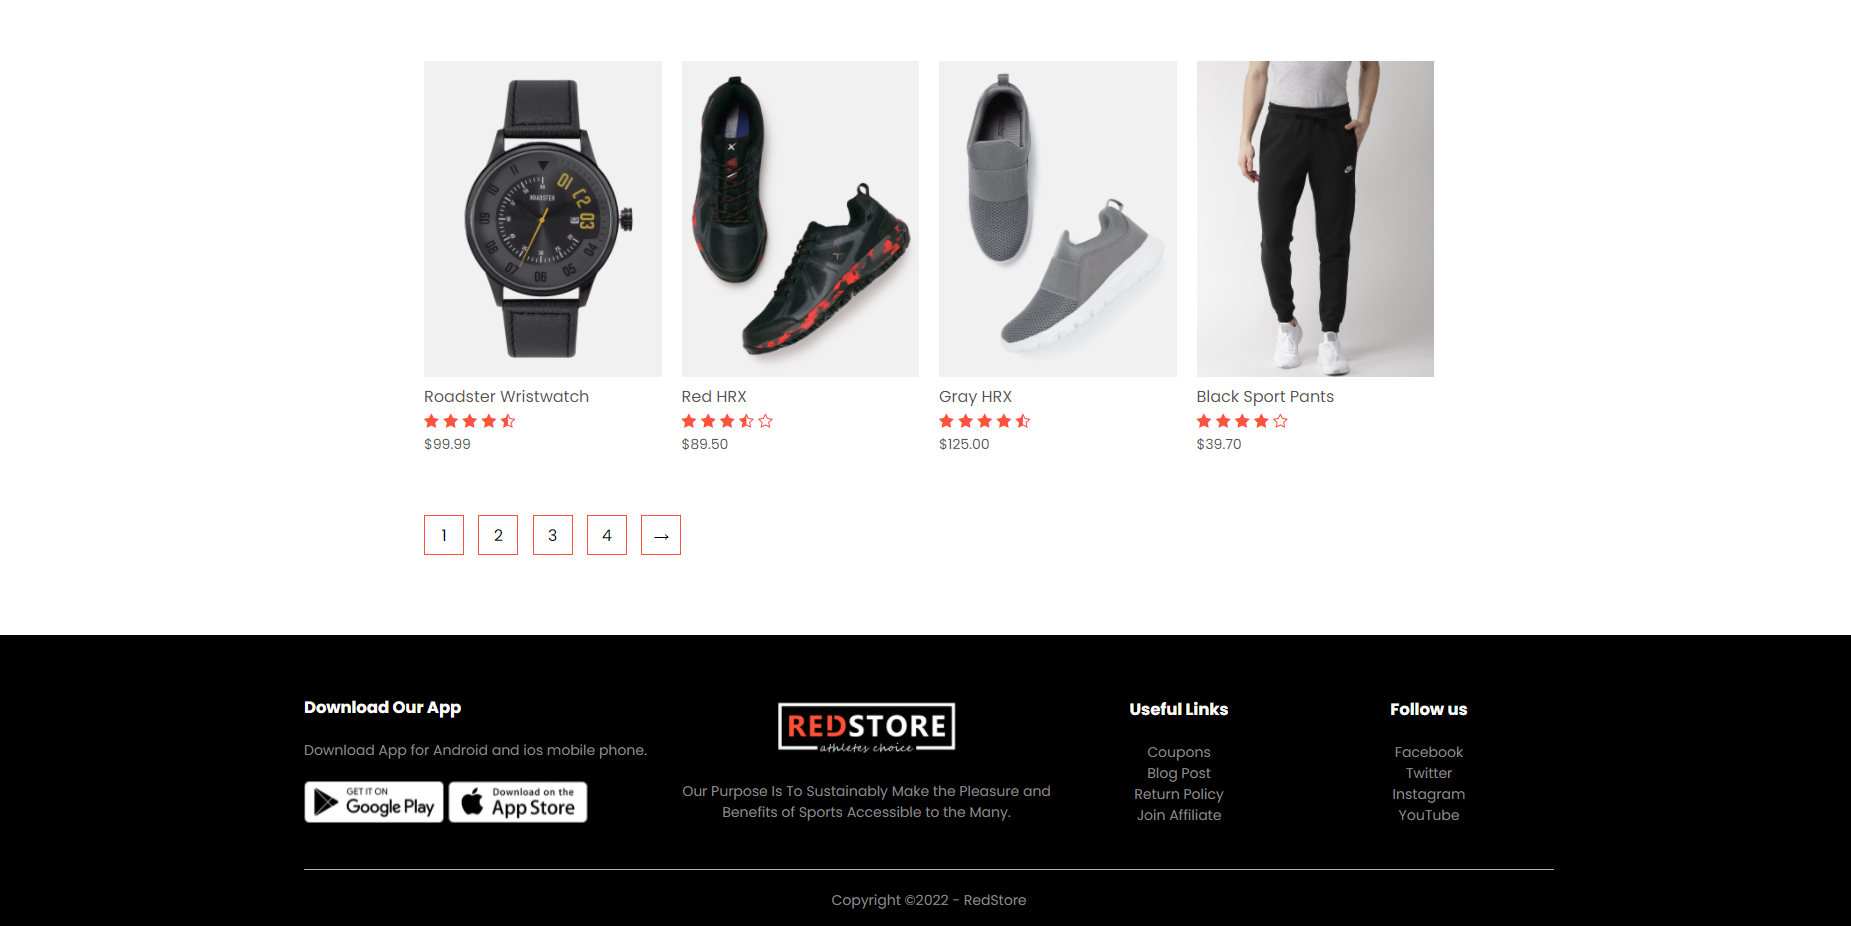 ROADSTER
Roadster Wristwatch
$99.99
Red HRX
$89.50
Gray HRX
$125.00
Black Sport Pants
$39.70
1 2 3 4 →
Download Our App
Download App for Android and ios mobile phone.
GET IT ON
Google Play
Download on the
App Store
REDSTORE
athletes choice
Our Purpose Is To Sustainably Make the Pleasure and
Benefits of Sports Accessible to the Many.
Useful Links
Coupons
Blog Post
Return Policy
Join Affiliate
Follow us
Facebook
Twitter
Instagram
YouTube
Copyright ©2022 - RedStore